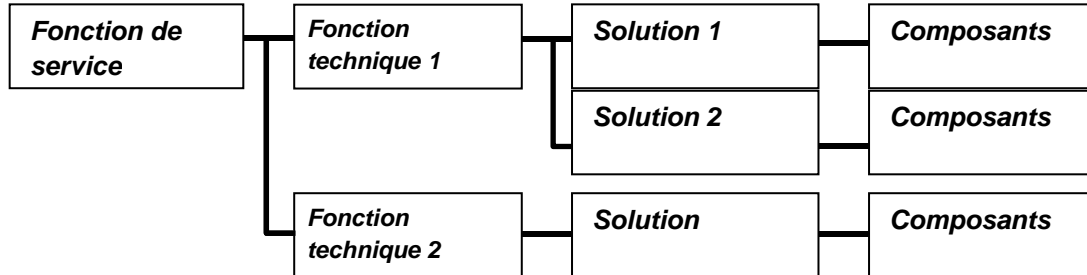 Fonction de
service
Fonction
technique 1
Solution 1
Composants
Solution 2
Composants
Fonction
technique 2
Solution
Composants